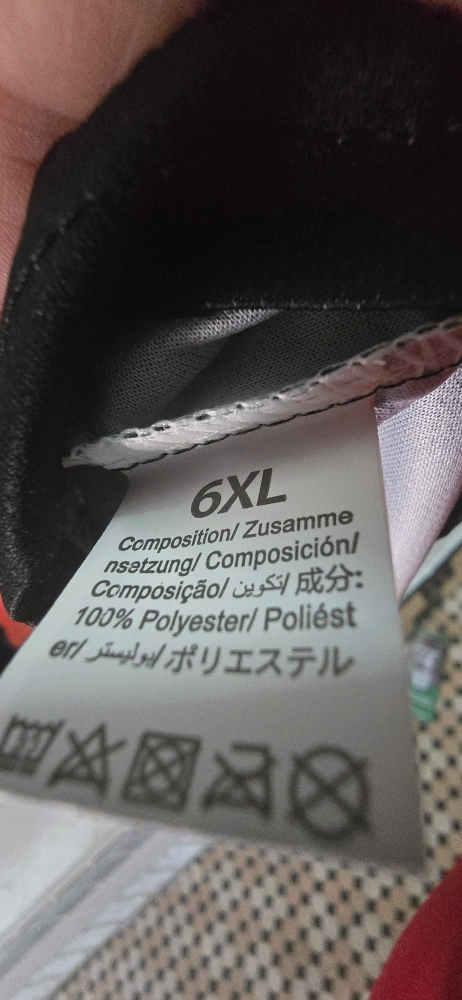 6XL
Composition/ Zusamme
nsetzung/ Composición/
Composição/ تكوين/ 成分:
100% Polyester/ Poliést
er/ بوليستر/ ポリエステル